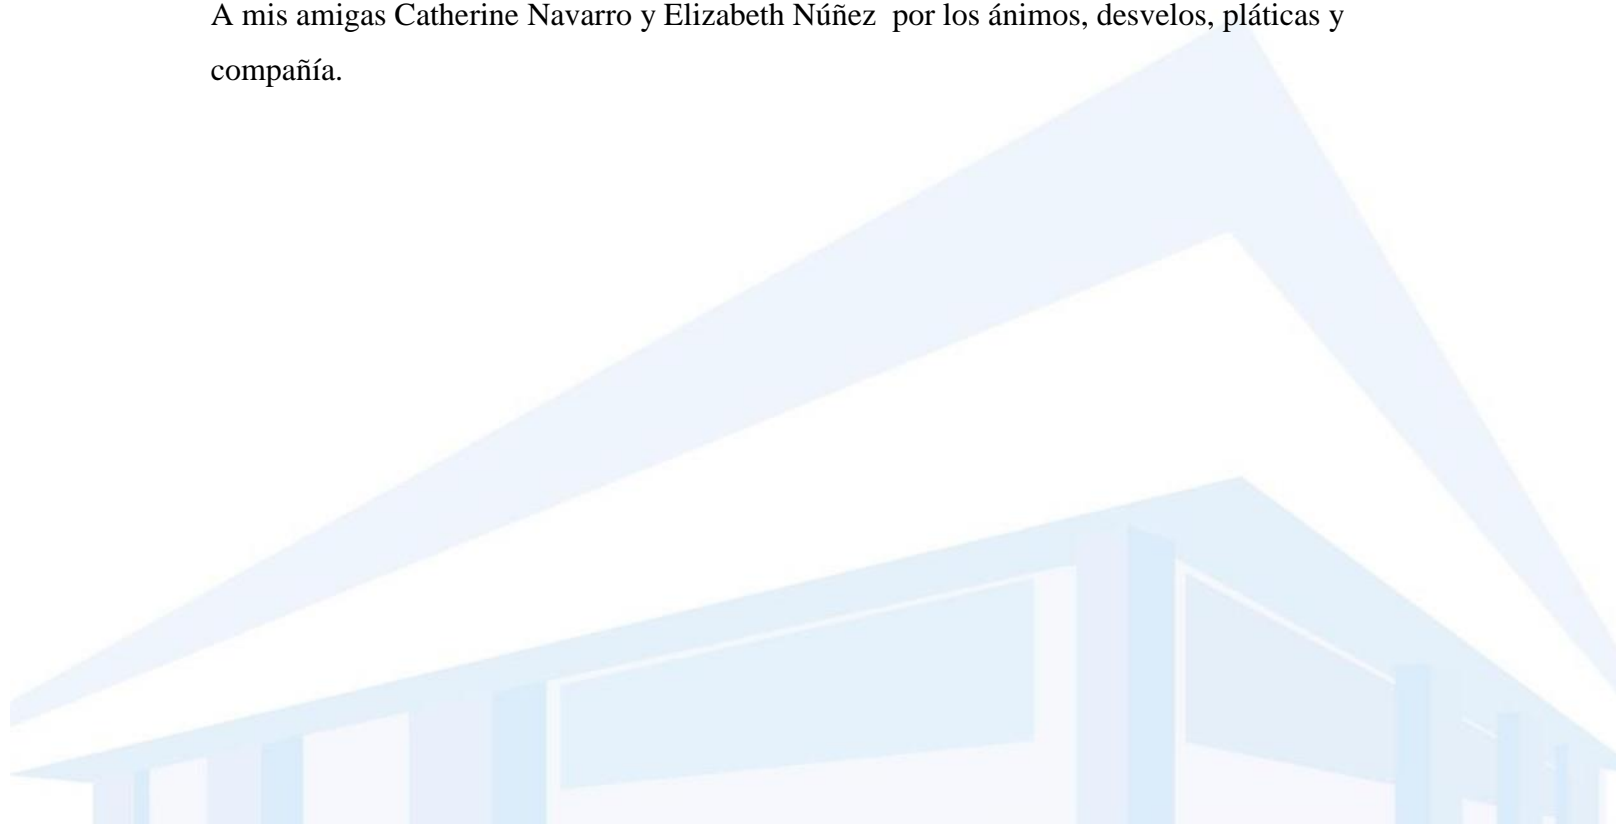 A mis amigas Catherine Navarro y Elizabeth Núñez  por los ánimos, desvelos, pláticas y
compañía.